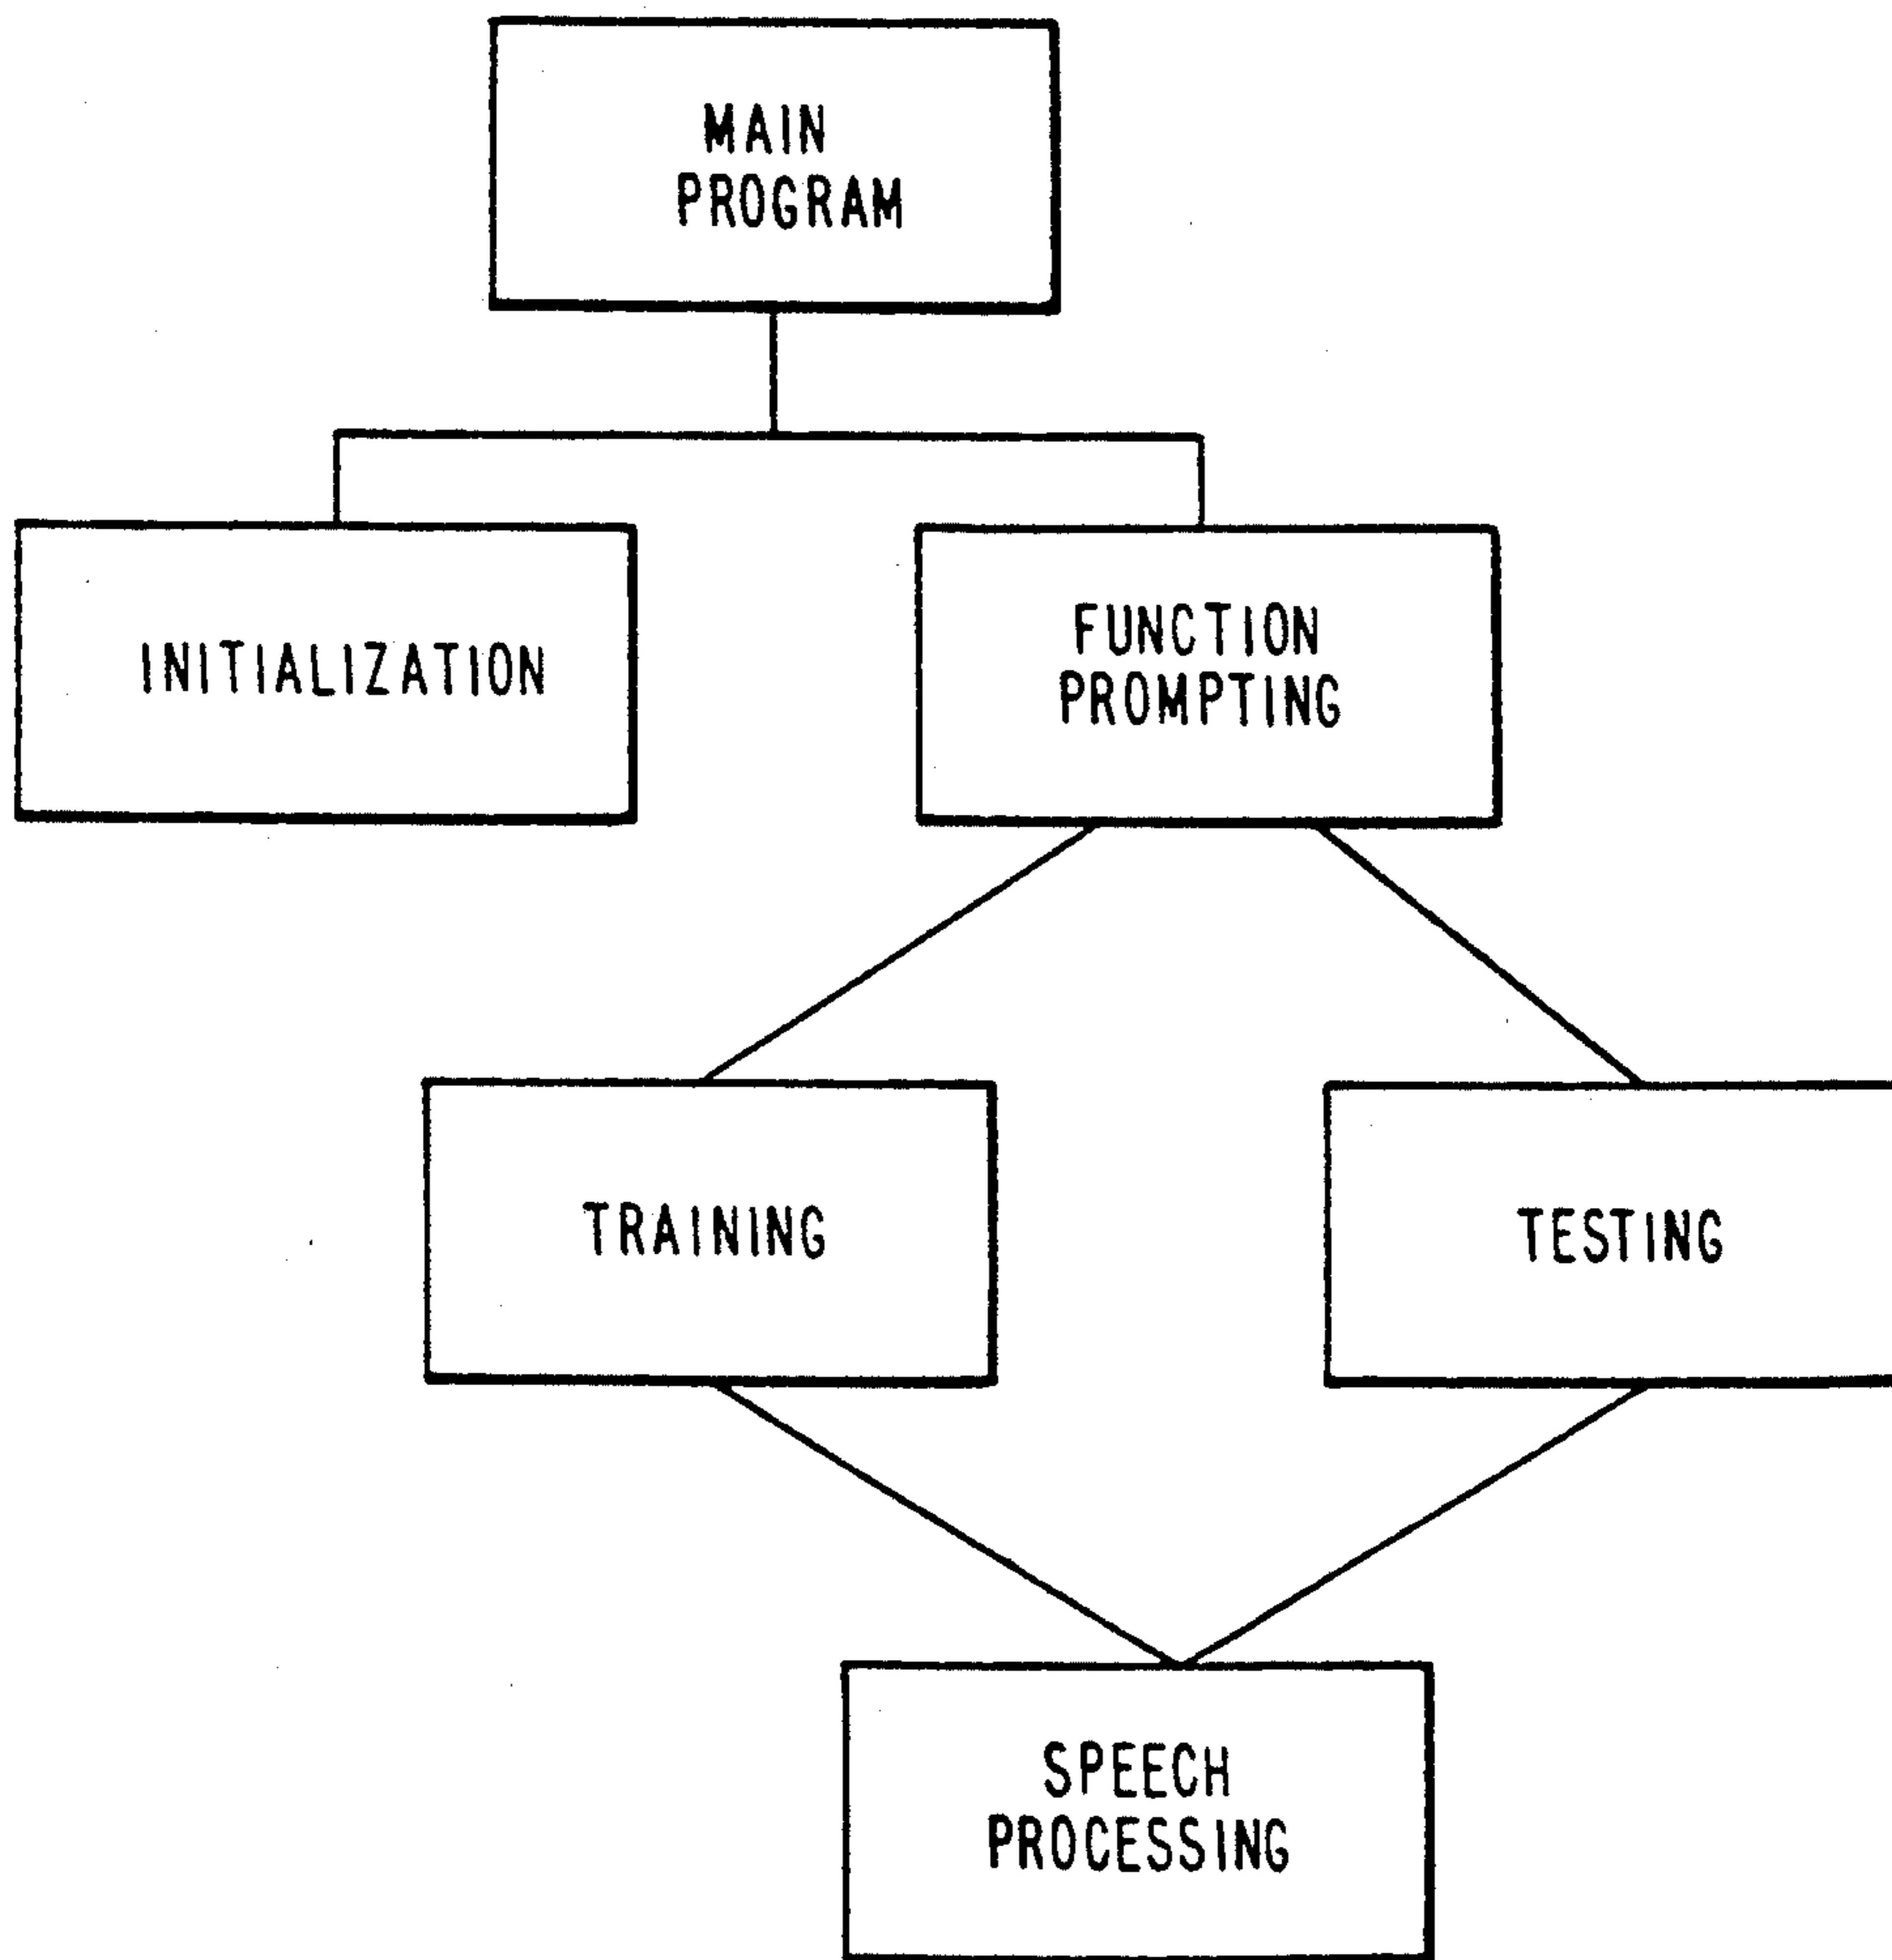 MAIN
PROGRAM
INITIALIZATION
FUNCTION
PROMPTING
TRAINING
TESTING
SPEECH
PROCESSING